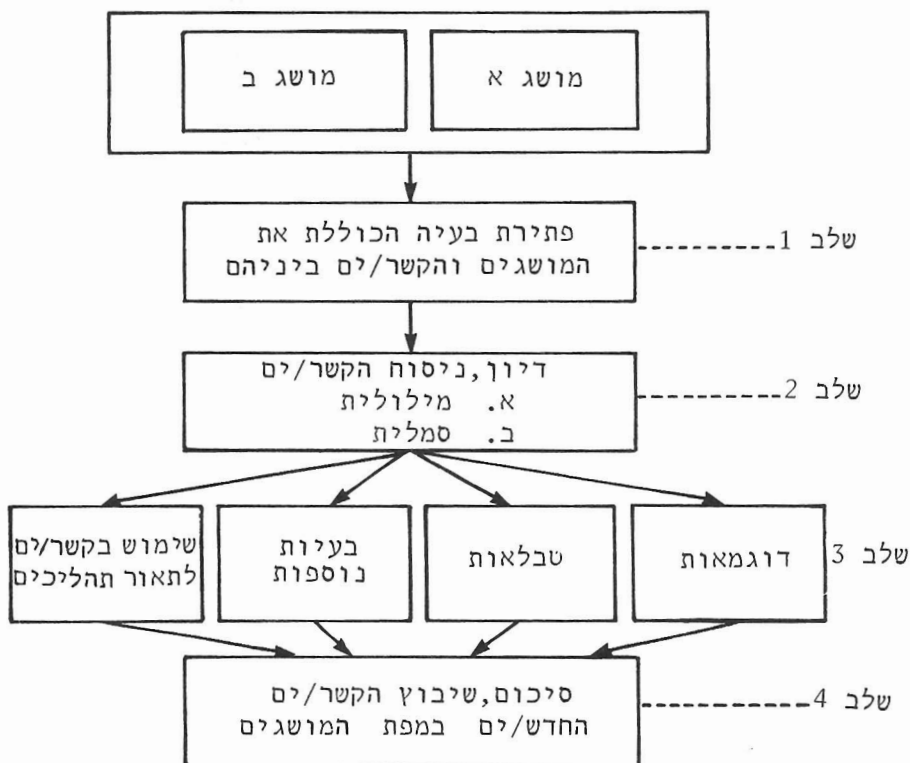 מושג א
מושג ב
פתירת בעיה הכוללת את
המושגים והקשר/ים ביניהם
שלב 1
דיון,ניסוח הקשר/ים
א. מילולית
ב. סמלית
שלב 2
שלב 3
דוגמאות
טבלאות
בעיות
נוספות
שימוש בקשר/ים
לתאור תהליכים
סיכום,שיבוץ הקשר/ים
החדש/ים במפת המושגים
שלב 4